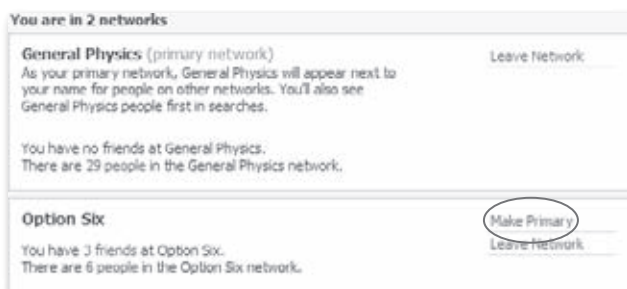 You are in 2 networks
General Physics (primary network)
Leave Network
As your primary network, General Physics will appear next to
your name for people on other networks. You'll also see
General Physics people first in searches.
You have no friends at General Physics.
There are 29 people in the General Physics network.
Option Six
Make Primary
You have 3 friends at Option Six.
Leave Network
There are 6 people in the Option Six network.